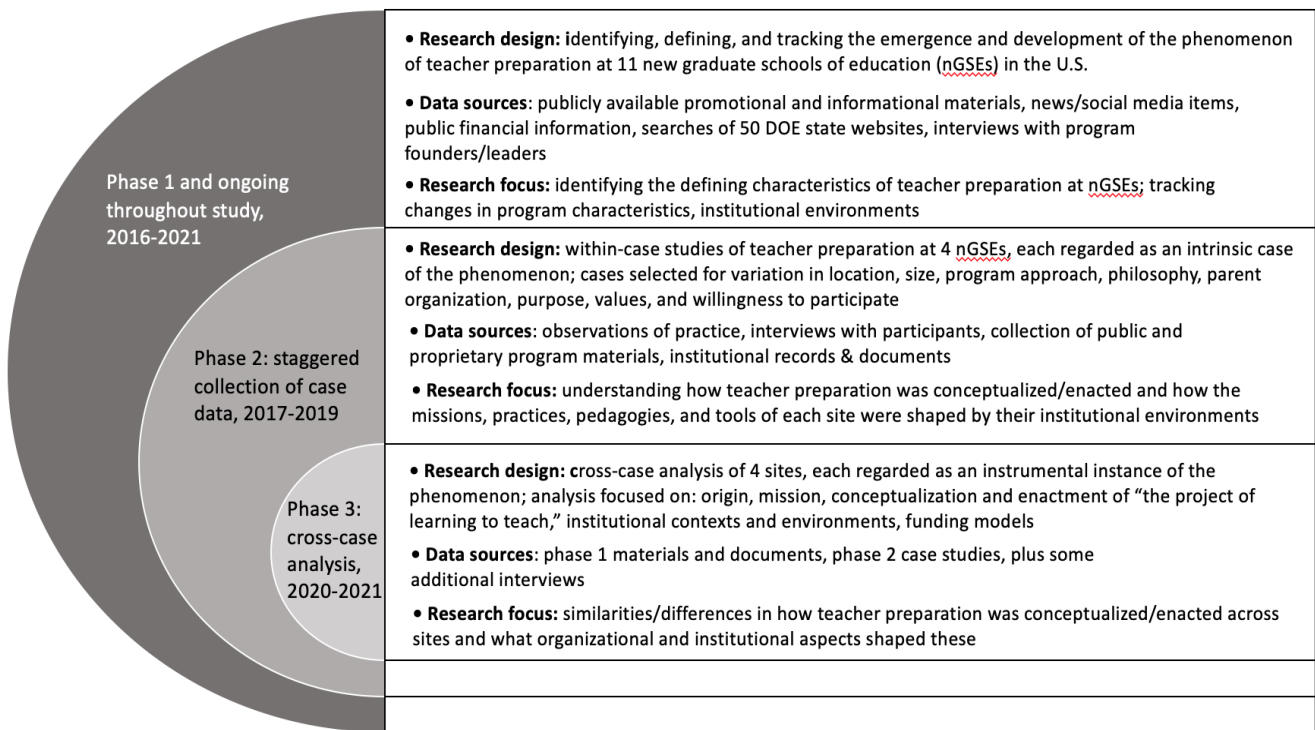 Phase 1 and ongoing
throughout study,
2016-2021
• Research design: identifying, defining, and tracking the emergence and development of the phenomenon
of teacher preparation at 11 new graduate schools of education (nGSEs) in the U.S.
• Data sources: publicly available promotional and informational materials, news/social media items,
public financial information, searches of 50 DOE state websites, interviews with program
founders/leaders
• Research focus: identifying the defining characteristics of teacher preparation at nGSEs; tracking
changes in program characteristics, institutional environments
Phase 2: staggered
collection of case
data, 2017-2019
• Research design: within-case studies of teacher preparation at 4 nGSEs, each regarded as an intrinsic case
of the phenomenon; cases selected for variation in location, size, program approach, philosophy, parent
organization, purpose, values, and willingness to participate
• Data sources: observations of practice, interviews with participants, collection of public and
proprietary program materials, institutional records & documents
• Research focus: understanding how teacher preparation was conceptualized/enacted and how the
missions, practices, pedagogies, and tools of each site were shaped by their institutional environments
Phase 3:
cross-case
analysis,
2020-2021
• Research design: cross-case analysis of 4 sites, each regarded as an instrumental instance of the
phenomenon; analysis focused on: origin, mission, conceptualization and enactment of “the project of
learning to teach,” institutional contexts and environments, funding models
• Data sources: phase 1 materials and documents, phase 2 case studies, plus some
additional interviews
• Research focus: similarities/differences in how teacher preparation was conceptualized/enacted across
sites and what organizational and institutional aspects shaped these